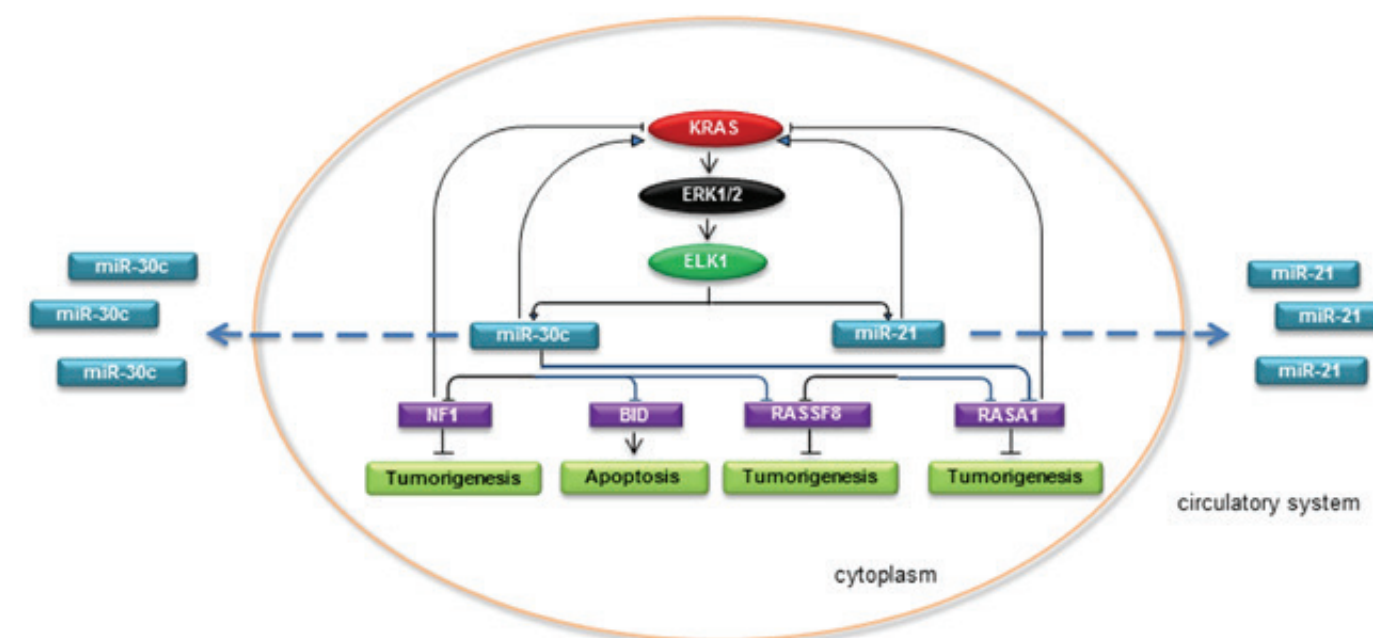 KRAS
ERK1/2
ELK1
miR-30c
miR-30c
miR-30c
miR-30c
miR-21
miR-21
miR-21
miR-21
NF1
BID
RASSF8
RASA1
Tumorigenesis
Apoptosis
Tumorigenesis
Tumorigenesis
circulatory system
cytoplasm